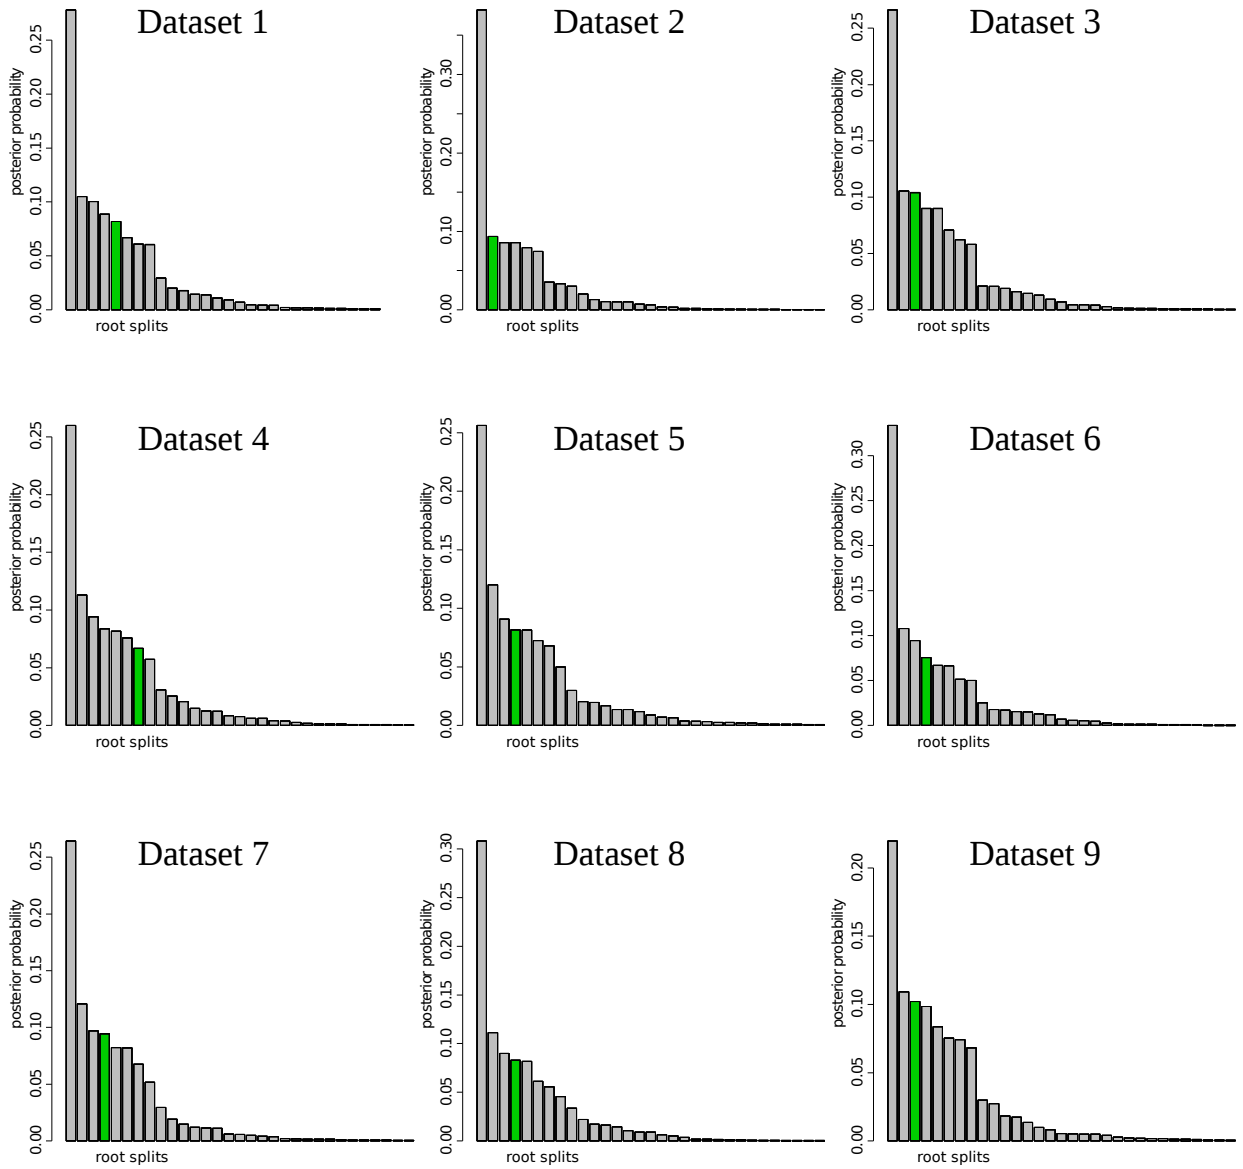 Dataset 1
posterior probability
0.00 0.05 0.10 0.15 0.20 0.25
root splits
Dataset 2
posterior probability
0.00 0.10 0.20 0.30
root splits
Dataset 3
posterior probability
0.00 0.05 0.10 0.15 0.20 0.25
root splits
Dataset 4
posterior probability
0.00 0.05 0.10 0.15 0.20 0.25
root splits
Dataset 5
posterior probability
0.00 0.05 0.10 0.15 0.20 0.25
root splits
Dataset 6
posterior probability
0.00 0.05 0.10 0.15 0.20 0.25 0.30
root splits
Dataset 7
posterior probability
0.00 0.05 0.10 0.15 0.20 0.25
root splits
Dataset 8
posterior probability
0.00 0.05 0.10 0.15 0.20 0.25 0.30
root splits
Dataset 9
posterior probability
0.00 0.05 0.10 0.15 0.20
root splits